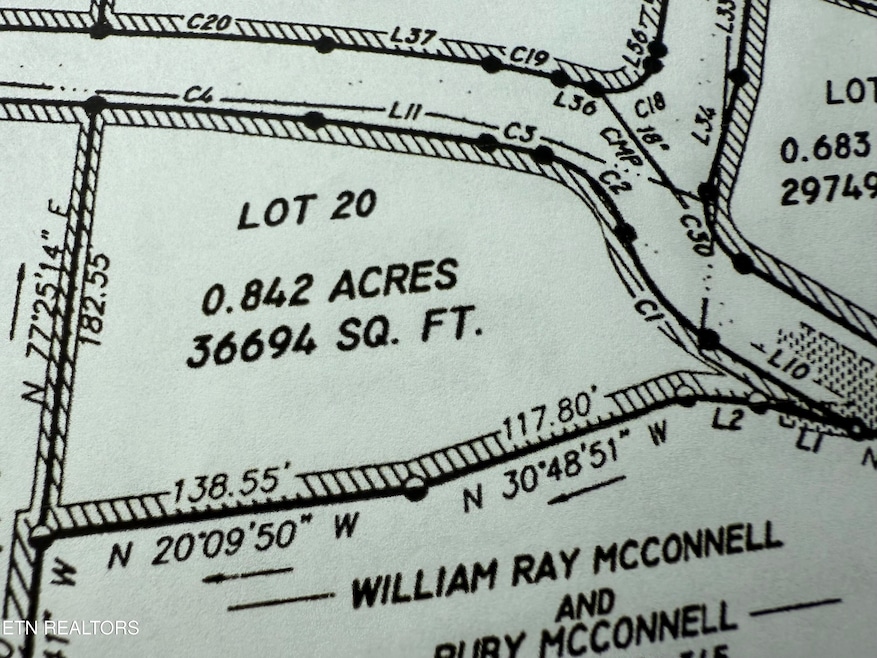 C20
L37
C19
L56
L33
L36
C18
L34
C4
L11
C3
18"
CMP.
C2
C30
LOT
0.683
29749
LOT 20
0.842 ACRES
36694 SQ. FT.
N 77°25'14" E
182.55
C1
L10
L2
L1
N
117.80'
138.55'
N 30°48'51" W
N 20°09'50" W
W
WILLIAM RAY MCCONNELL
AND
RUBY MCCONNELL
ETN REALTORS